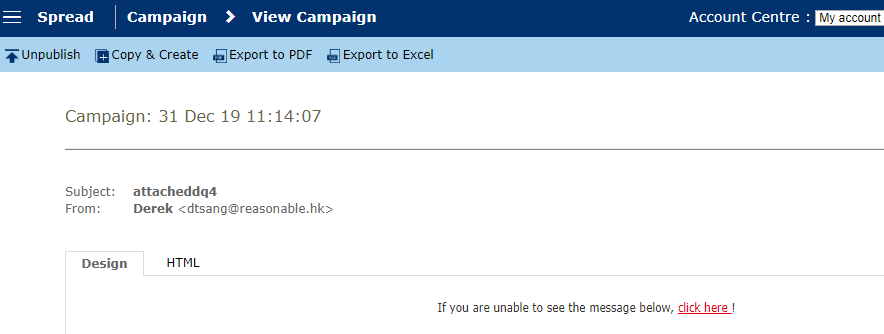 Spread Campaign View Campaign Account Centre : My account
Unpublish Copy & Create Export to PDF Export to Excel
Campaign: 31 Dec 19 11:14:07
Subject: attacheddq4
From: Derek <dtsang@reasonable.hk>
Design HTML
If you are unable to see the message below, click here !